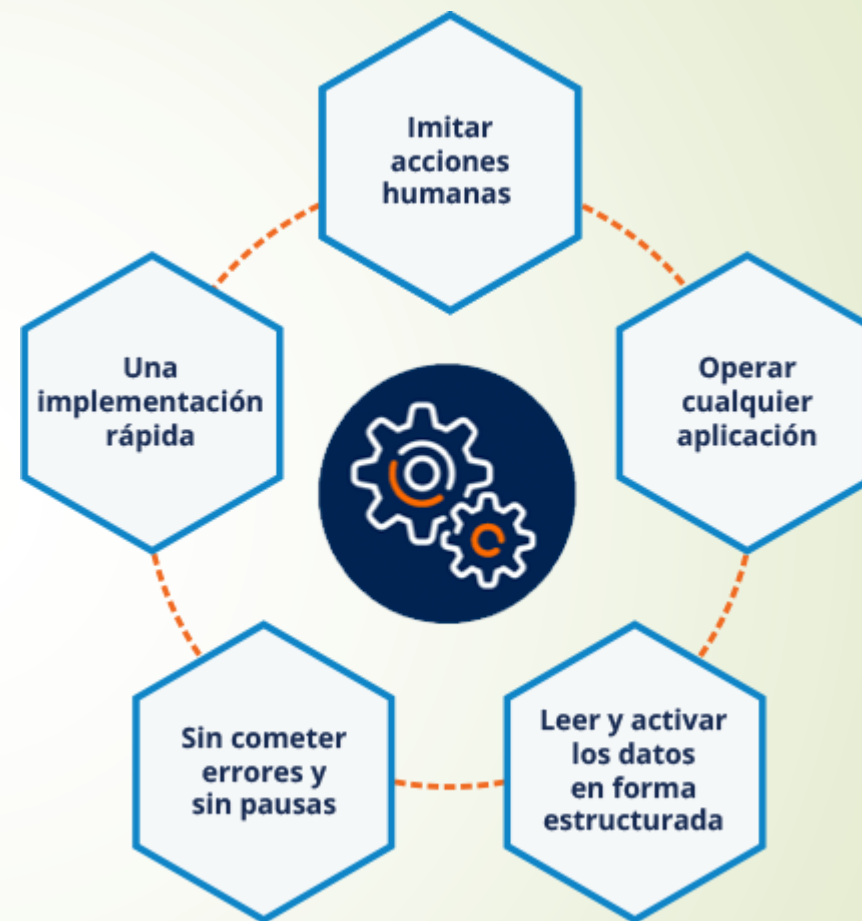 Imitar
acciones
humanas
Una
implementación
rápida
Operar
cualquier
aplicación
Sin cometer
errores y
sin pausas
Leer y activar
los datos
en forma
estructurada